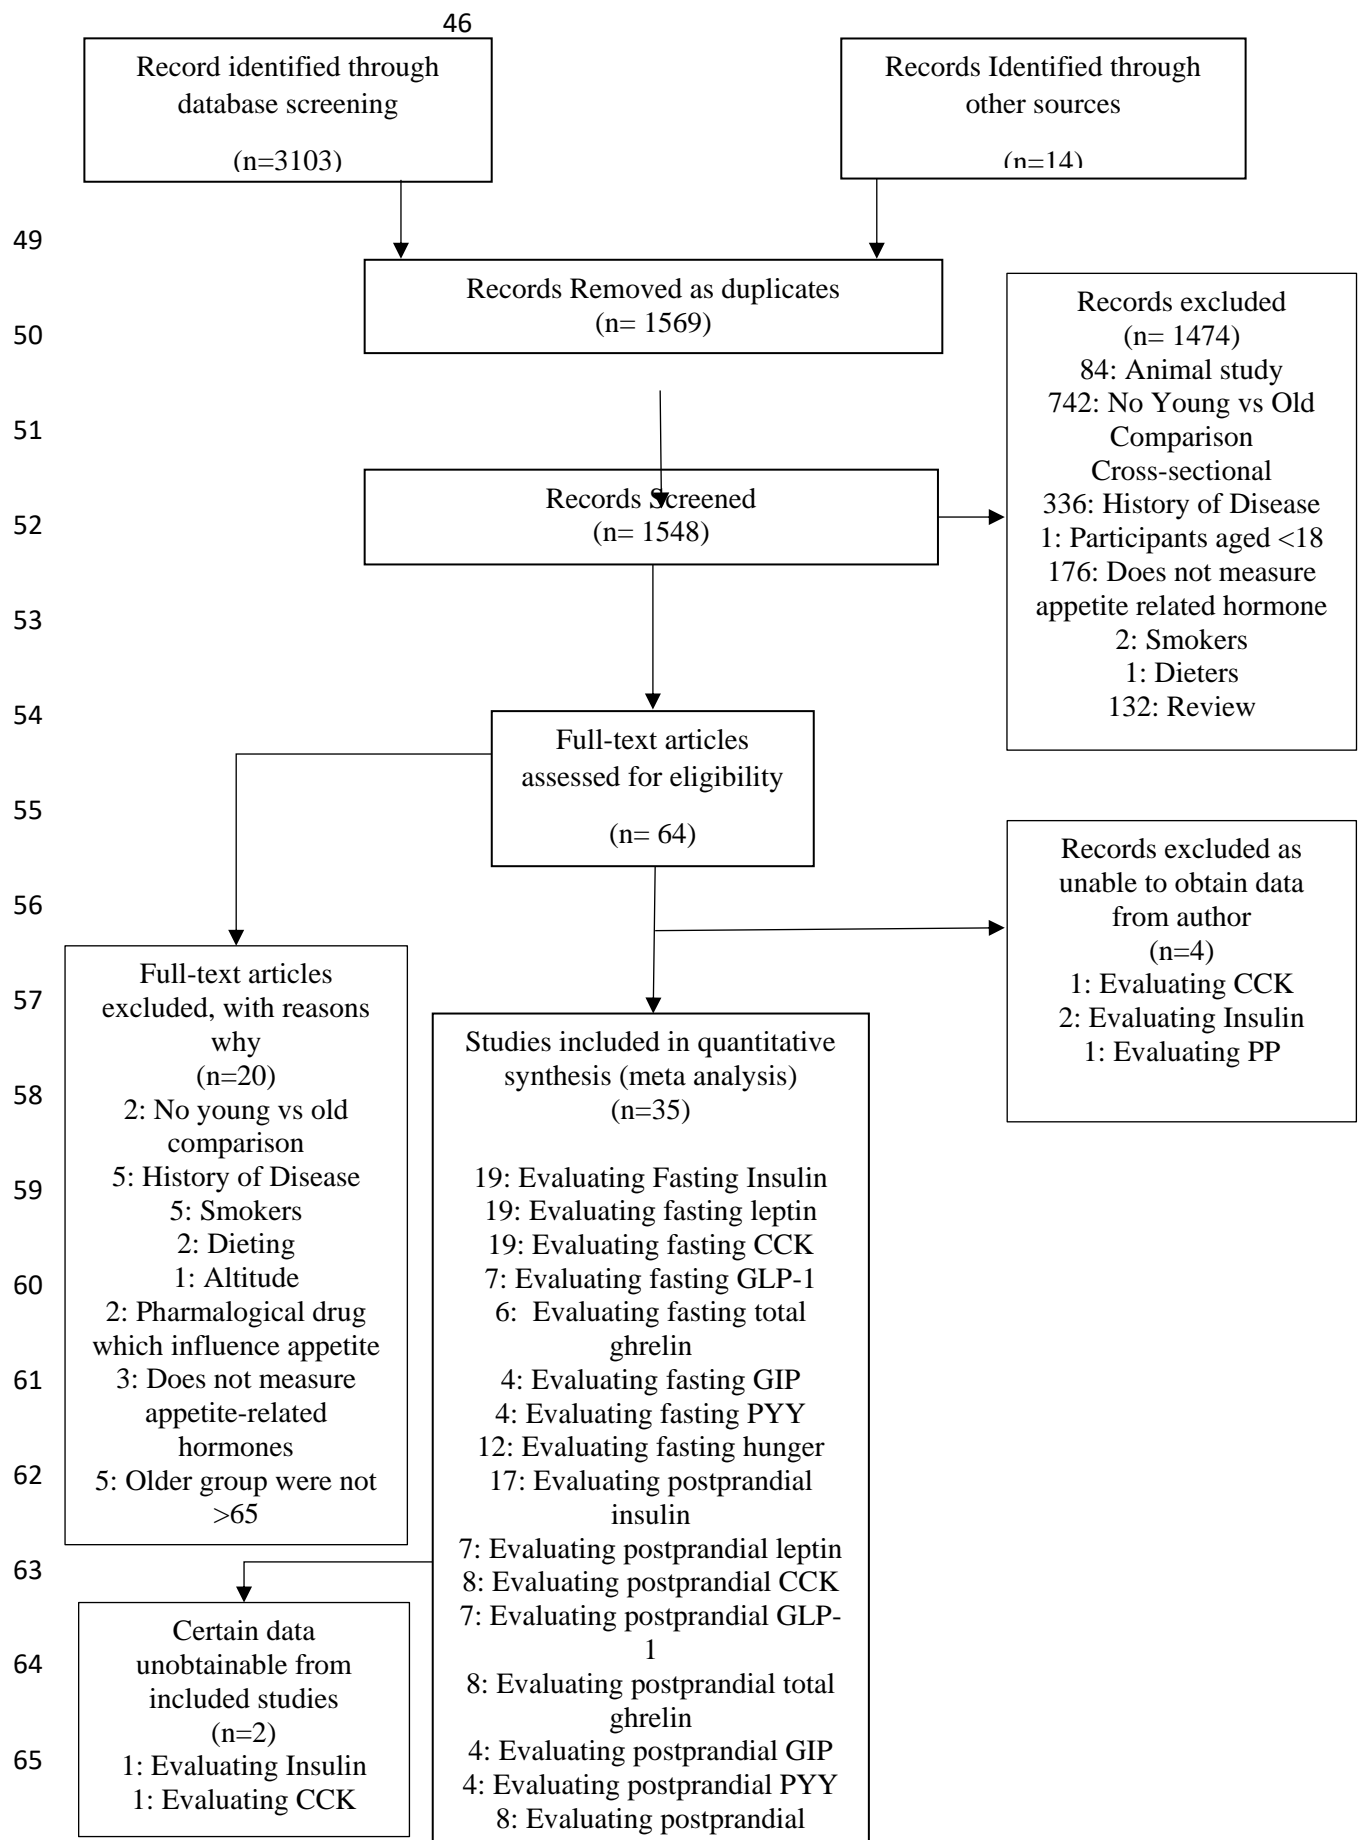 46
Record identified through
database screening
(n=3103)
Records Identified through
other sources
(n=14)
49
Records Removed as duplicates
(n= 1569)
50
Records excluded
(n= 1474)
84: Animal study
742: No Young vs Old
Comparison
Cross-sectional
336: History of Disease
1: Participants aged <18
176: Does not measure
appetite related hormone
2: Smokers
1: Dieters
132: Review
51
Records Screened
(n= 1548)
52
53
54
Full-text articles
assessed for eligibility
(n= 64)
55
Records excluded as
unable to obtain data
from author
(n=4)
1: Evaluating CCK
2: Evaluating Insulin
1: Evaluating PP
56
Full-text articles
excluded, with reasons
why
(n=20)
2: No young vs old
comparison
5: History of Disease
5: Smokers
2: Dieting
1: Altitude
2: Pharmalogical drug
which influence appetite
3: Does not measure
appetite-related
hormones
5: Older group were not
>65
57
58
59
60
61
62
Studies included in quantitative
synthesis (meta analysis)
(n=35)
19: Evaluating Fasting Insulin
19: Evaluating fasting leptin
19: Evaluating fasting CCK
7: Evaluating fasting GLP-1
6:  Evaluating fasting total
ghrelin
4: Evaluating fasting GIP
4: Evaluating fasting PYY
12: Evaluating fasting hunger
17: Evaluating postprandial
insulin
7: Evaluating postprandial leptin
8: Evaluating postprandial CCK
7: Evaluating postprandial GLP-
1
8: Evaluating postprandial total
ghrelin
4: Evaluating postprandial GIP
4: Evaluating postprandial PYY
8: Evaluating postprandial
63
Certain data
unobtainable from
included studies
(n=2)
1: Evaluating Insulin
1: Evaluating CCK
64
65